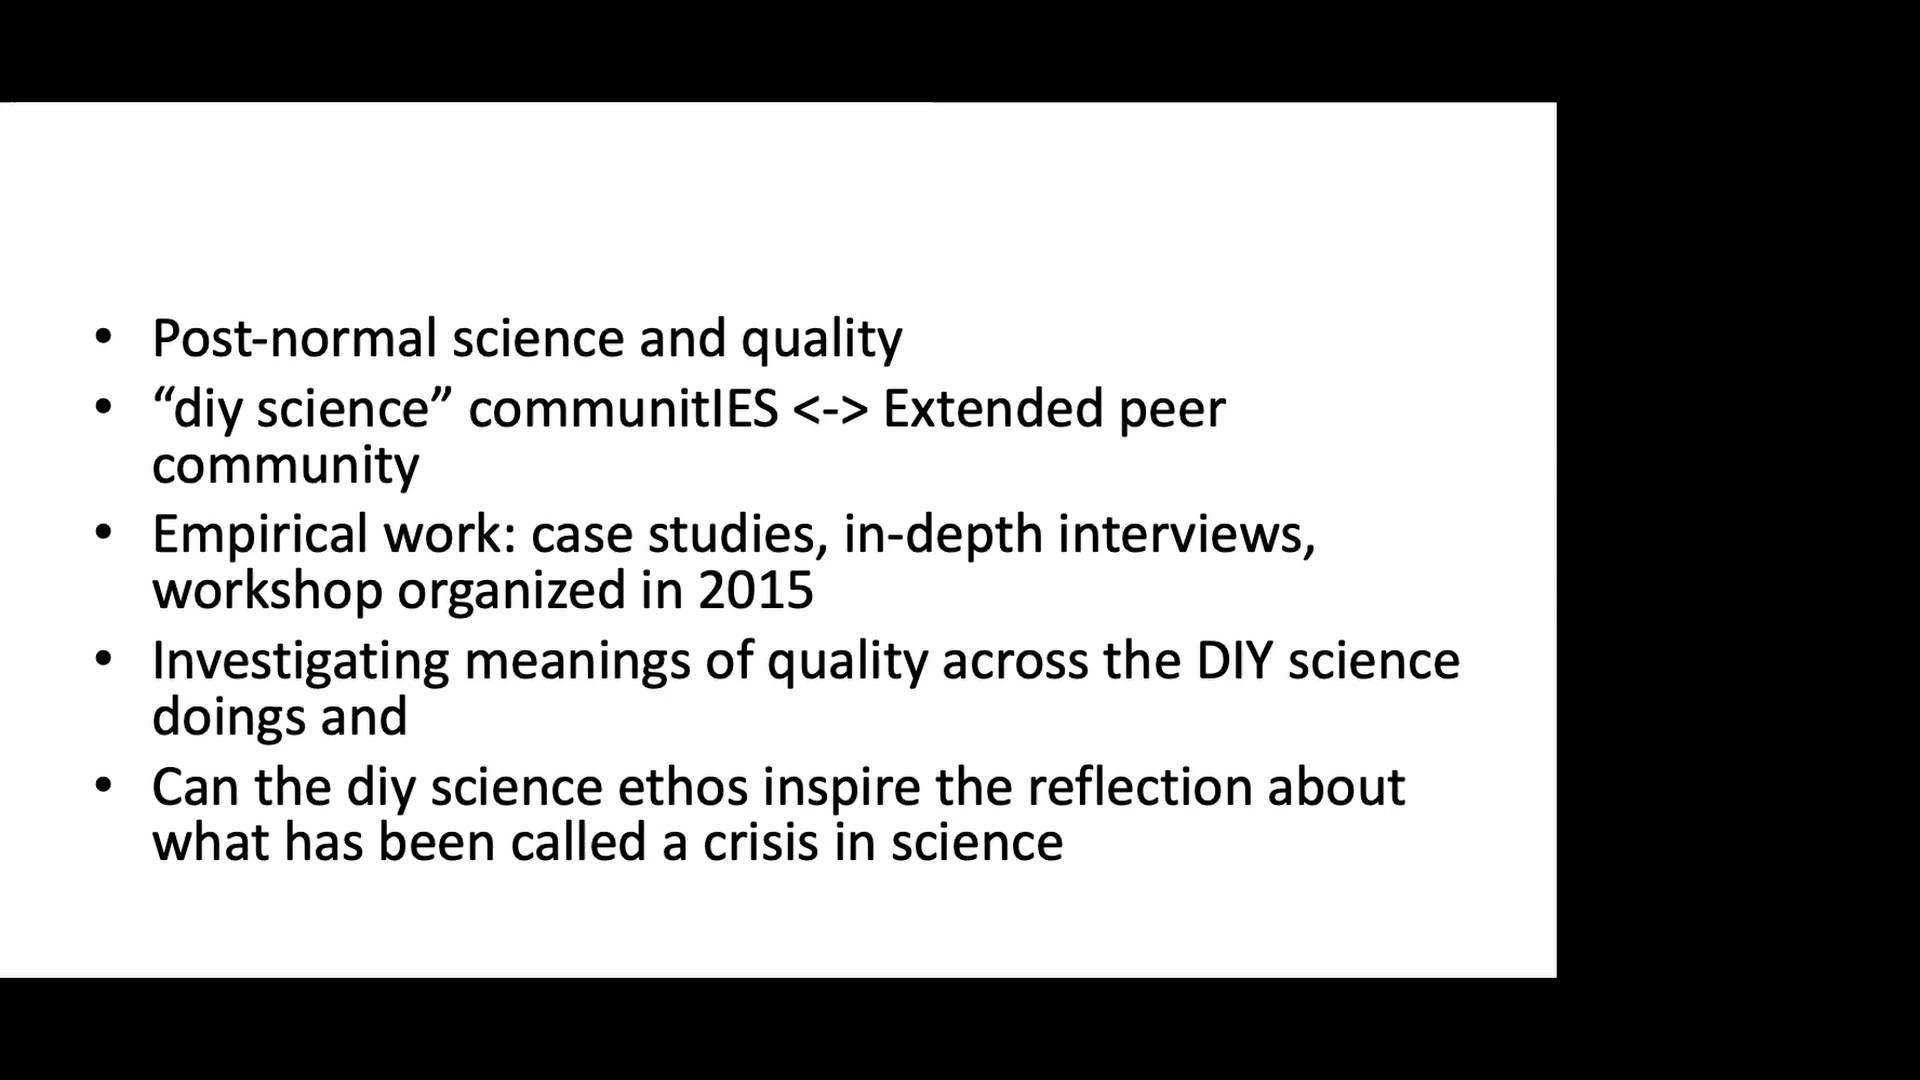 • Post-normal science and quality
• “diy science” communitIES <-> Extended peer
community
• Empirical work: case studies, in-depth interviews,
workshop organized in 2015
• Investigating meanings of quality across the DIY science
doings and
• Can the diy science ethos inspire the reflection about
what has been called a crisis in science